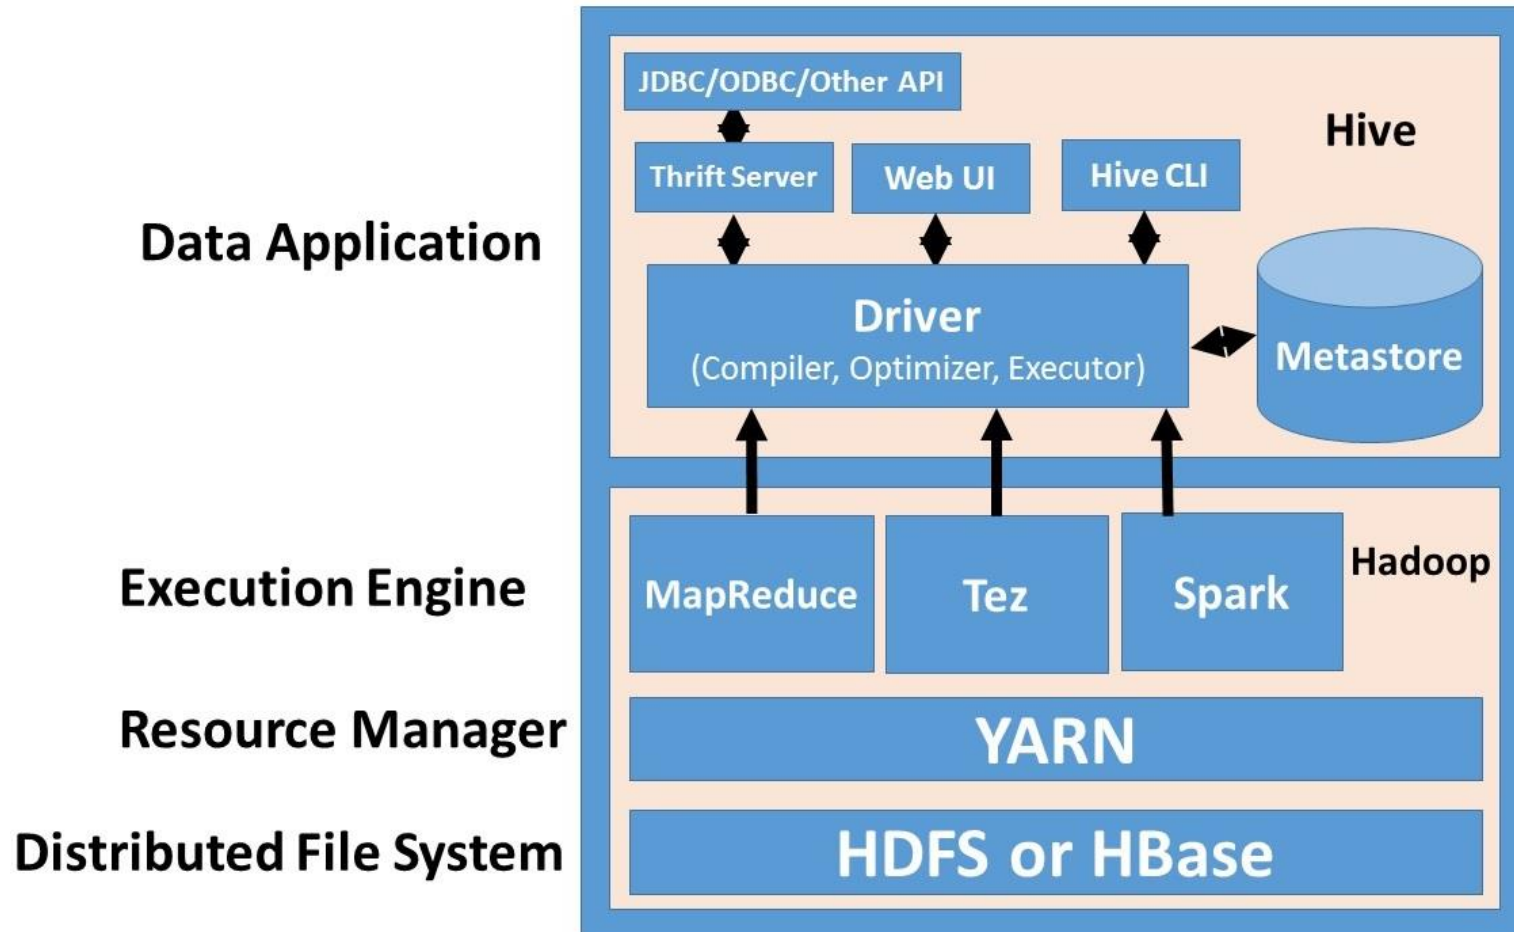 JDBC/ODBC/Other API
Hive
Thrift Server
Web UI
Hive CLI
Data Application
Driver
(Compiler, Optimizer, Executor)
Metastore
Hadoop
Execution Engine
MapReduce
Tez
Spark
Resource Manager
YARN
Distributed File System
HDFS or HBase